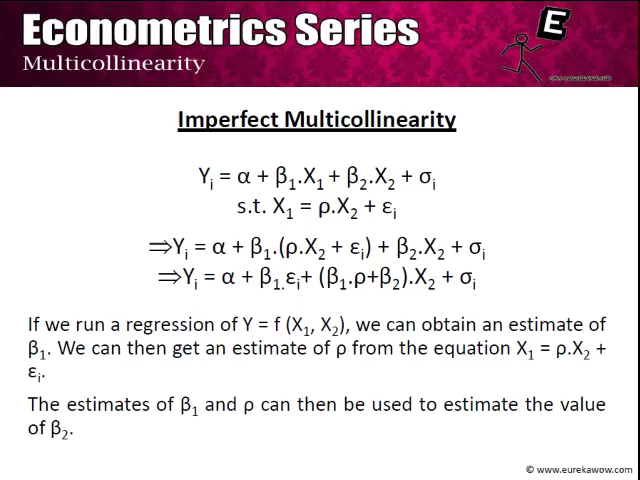 Econometrics Series
Multicollinearity
E
Imperfect Multicollinearity
Yᵢ = α + β₁.X₁ + β₂.X₂ + σᵢ
s.t. X₁ = ρ.X₂ + εᵢ
⇒Yᵢ = α + β₁.(ρ.X₂ + εᵢ) + β₂.X₂ + σᵢ
⇒Yᵢ = α + β₁.εᵢ+ (β₁.ρ+β₂).X₂ + σᵢ
If we run a regression of Y = f (X₁, X₂), we can obtain an estimate of
β₁. We can then get an estimate of ρ from the equation X₁ = ρ.X₂ +
εᵢ.
The estimates of β₁ and ρ can then be used to estimate the value
of β₂.
© www.eurekawow.com